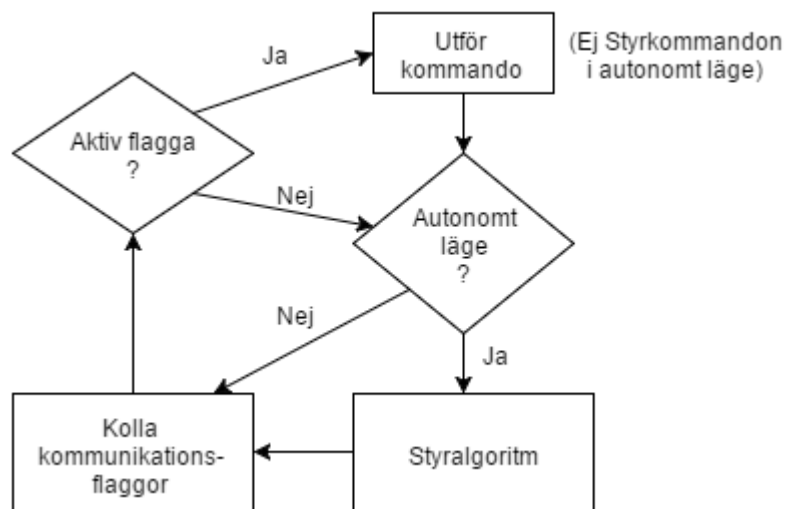 Utför
kommando
(Ej Styrkommandon
i autonomt läge)
Ja
Aktiv flagga
?
Nej
Autonomt
läge
?
Nej
Ja
Kolla
kommunikations-
flaggor
Styralgoritm